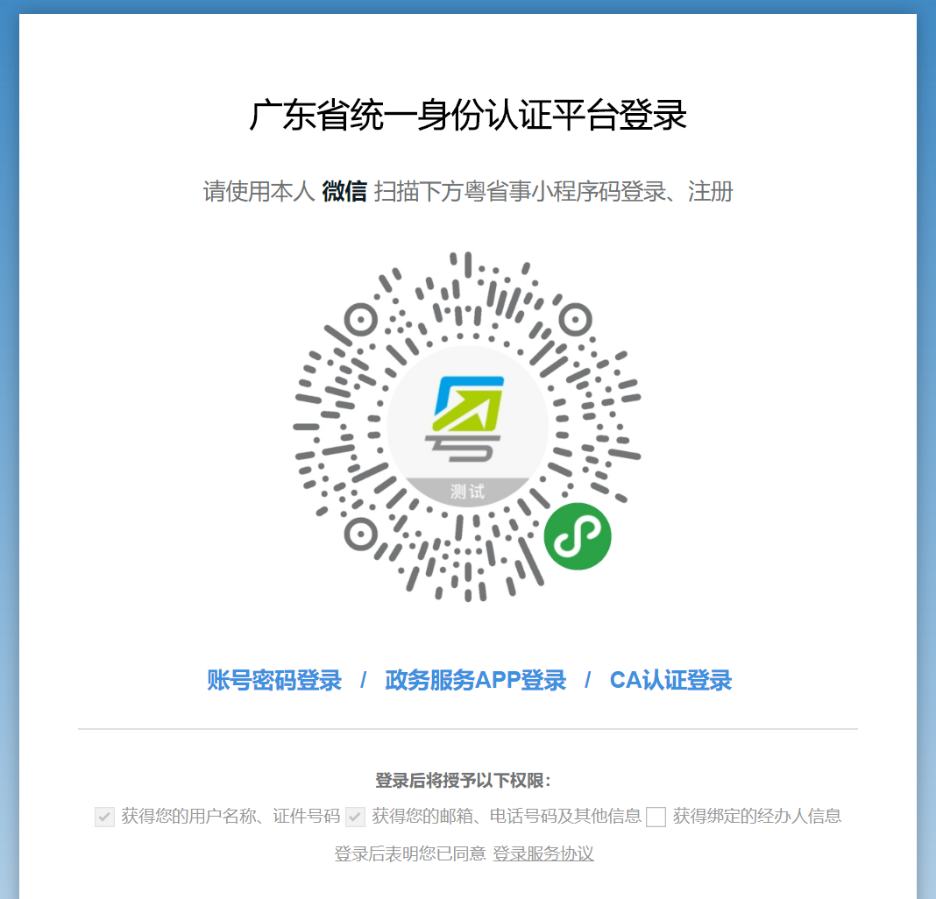 广东省统一身份认证平台登录
请使用本人 微信 扫描下方粤省事小程序码登录、注册
测试
账号密码登录 / 政务服务APP登录 / CA认证登录
登录后将授予以下权限：
获得您的用户名称、证件号码 获得您的邮箱、电话号码及其他信息 获得绑定的经办人信息
登录后表明您已同意 登录服务协议